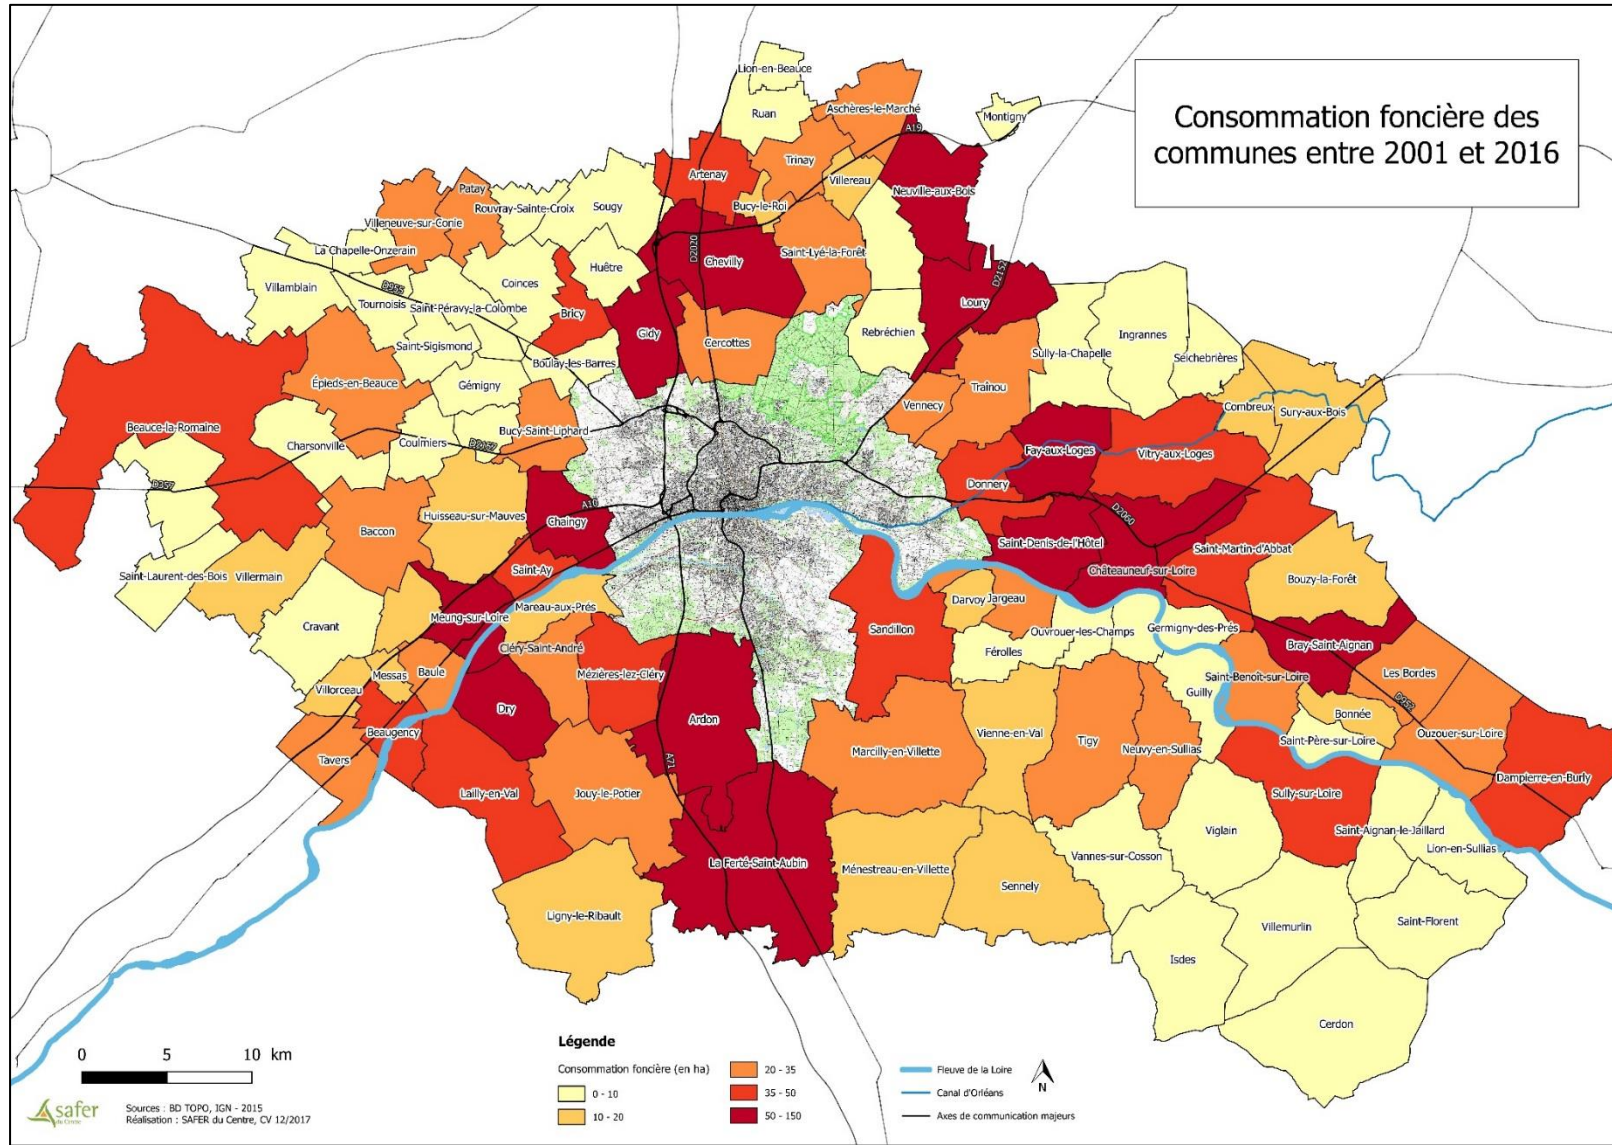 Consommation foncière des
communes entre 2001 et 2016
Lion-en-Beauce
Ruan
Aschères-le-Marché
Montigny
A19
Trinay
Artenay
Villereau
Neuville-aux-Bois
Bucy-le-Roi
Patay
Rouvray-Sainte-Croix
Sougy
Villeneuve-sur-Conie
La Chapelle-Onzerain
Huêtre
D2020
Chevilly
Saint-Lyé-la-Forêt
D2152
Loury
Villamblain
D955
Coinces
Tournoisis
Saint-Péravy-la-Colombe
Bricy
Gidy
Cercottes
Rebréchien
Ingrannes
Sully-la-Chapelle
Seichebrières
Saint-Sigismond
Boulay-les-Barres
Gémigny
Épieds-en-Beauce
Traînou
Vennecy
Combreux
Sury-aux-Bois
Beauce-la-Romaine
Charsonville
Coulmiers
D2157
Bucy-Saint-Liphard
Fay-aux-Loges
Vitry-aux-Loges
Donnery
D357
A10
Chaingy
Huisseau-sur-Mauves
Baccon
D2060
Saint-Denis-de-l'Hôtel
Saint-Martin-d'Abbat
Châteauneuf-sur-Loire
Bouzy-la-Forêt
Saint-Laurent-des-Bois
Villermain
Saint-Ay
Mareau-aux-Prés
Meung-sur-Loire
Cravant
Darvoy
Jargeau
Sandillon
Ouvrouer-les-Champs
Germigny-des-Prés
Férolles
Bray-Saint-Aignan
Cléry-Saint-André
Mézières-lez-Cléry
Messas
Baule
Villorceau
Les Bordes
Saint-Benoît-sur-Loire
Guilly
D952
Dry
Ardon
Bonnée
Beaugency
Tavers
Vienne-en-Val
Tigy
Neuvy-en-Sullias
Marcilly-en-Villette
Saint-Père-sur-Loire
Ouzouer-sur-Loire
A71
Dampierre-en-Burly
Lailly-en-Val
Jouy-le-Potier
Sully-sur-Loire
Viglain
Saint-Aignan-le-Jaillard
Lion-en-Sullias
La Ferté-Saint-Aubin
Ménestreau-en-Villette
Vannes-sur-Cosson
Sennely
Ligny-le-Ribault
Villemurlin
Saint-Florent
Isdes
Cerdon
0 5 10 km
Légende
Consommation foncière (en ha)
0 - 10
10 - 20
20 - 35
35 - 50
50 - 150
Fleuve de la Loire
Canal d'Orléans
Axes de communication majeurs
N
safer
du Centre
Sources : BD TOPO, IGN - 2015
Réalisation : SAFER du Centre, CV 12/2017